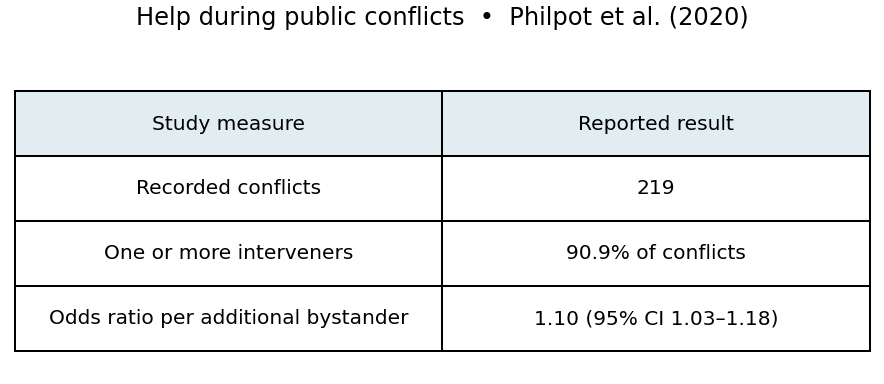 Help during public conflicts • Philpot et al. (2020)
Study measure Reported result
Recorded conflicts 219
One or more interveners 90.9% of conflicts
Odds ratio per additional bystander 1.10 (95% CI 1.03–1.18)